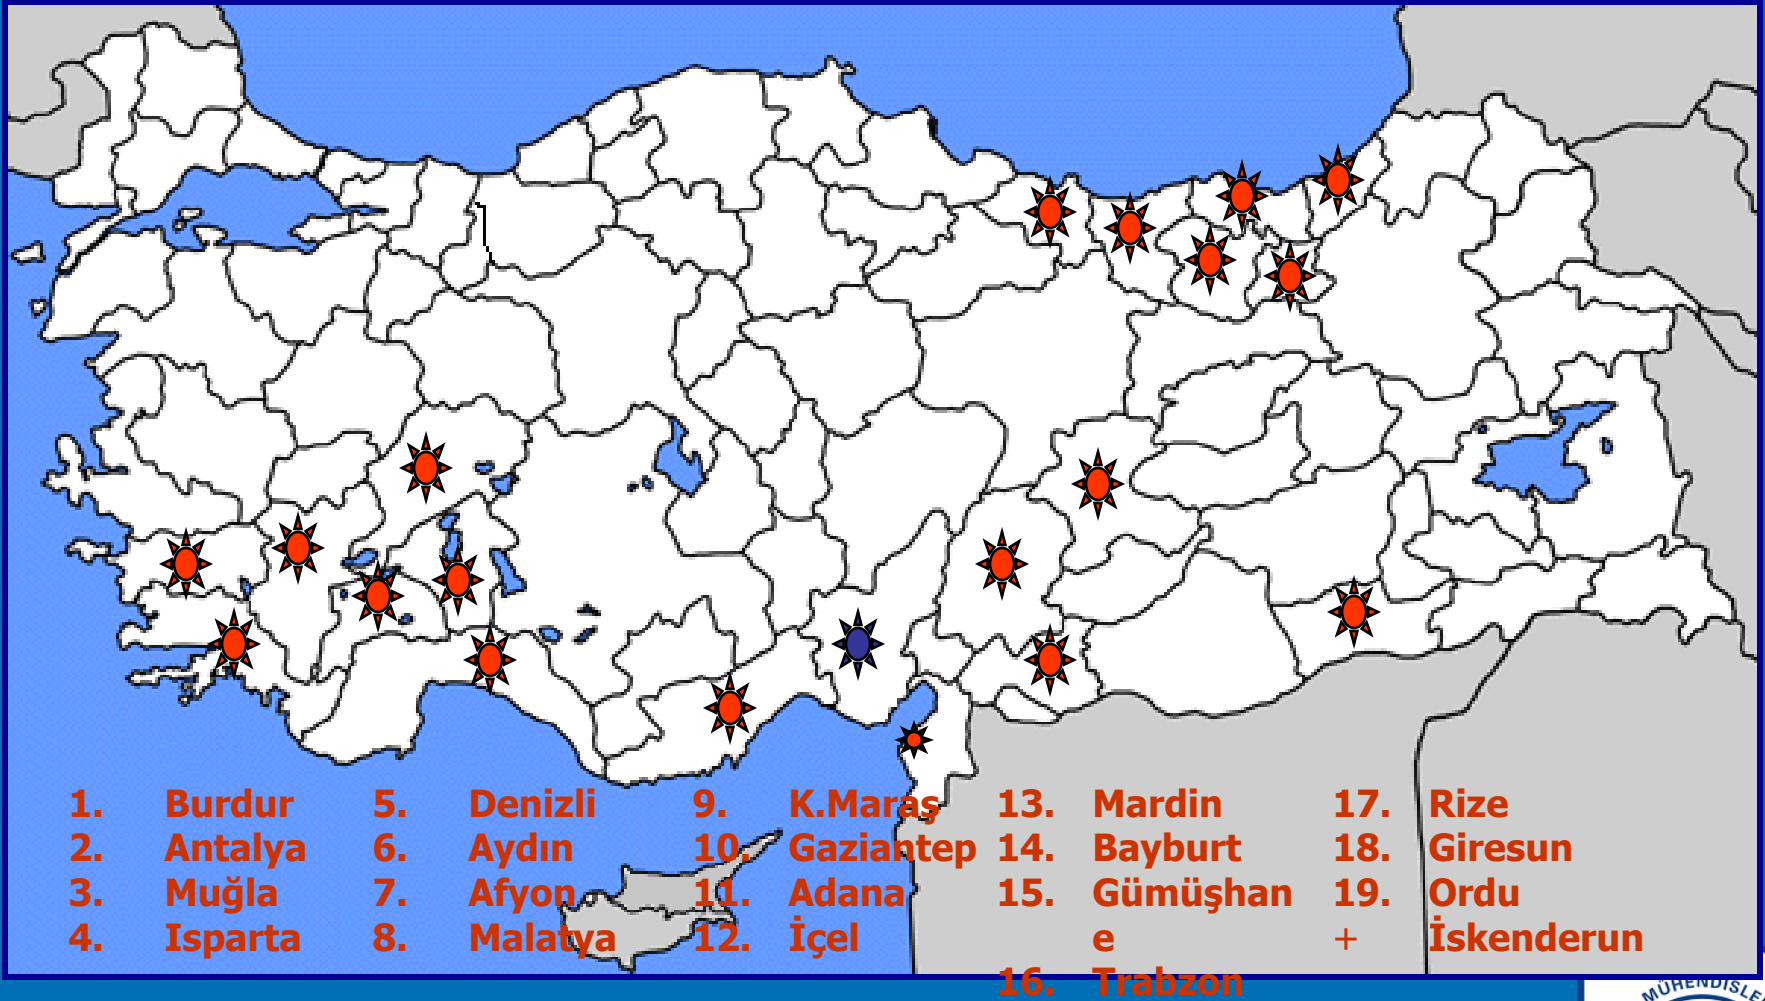 1. Burdur
2. Antalya
3. Muğla
4. Isparta
5. Denizli
6. Aydın
7. Afyon
8. Malatya
9. K.Maraş
10. Gaziantep
11. Adana
12. İçel
13. Mardin
14. Bayburt
15. Gümüşhan
e
16. Trabzon
17. Rize
18. Giresun
19. Ordu
+ İskenderun